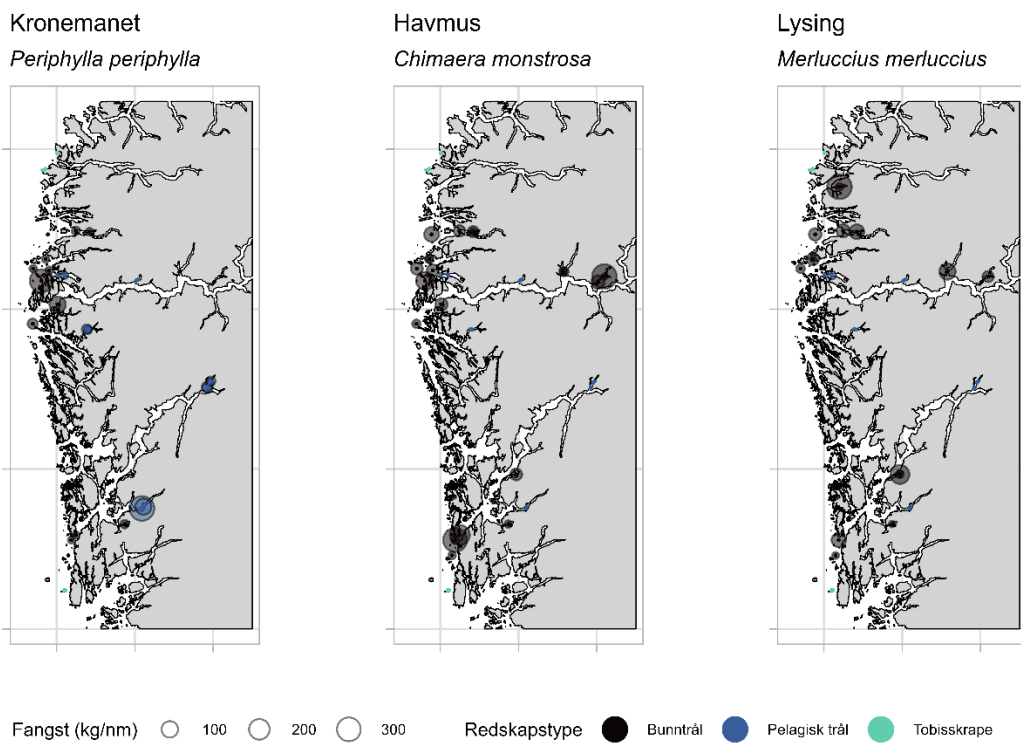 Kronemanet
Periphylla periphylla
Havmus
Chimaera monstrosa
Lysing
Merluccius merluccius
Fangst (kg/nm) 100 200 300 Redskapstype Bunntrål Pelagisk trål Tobisskrape